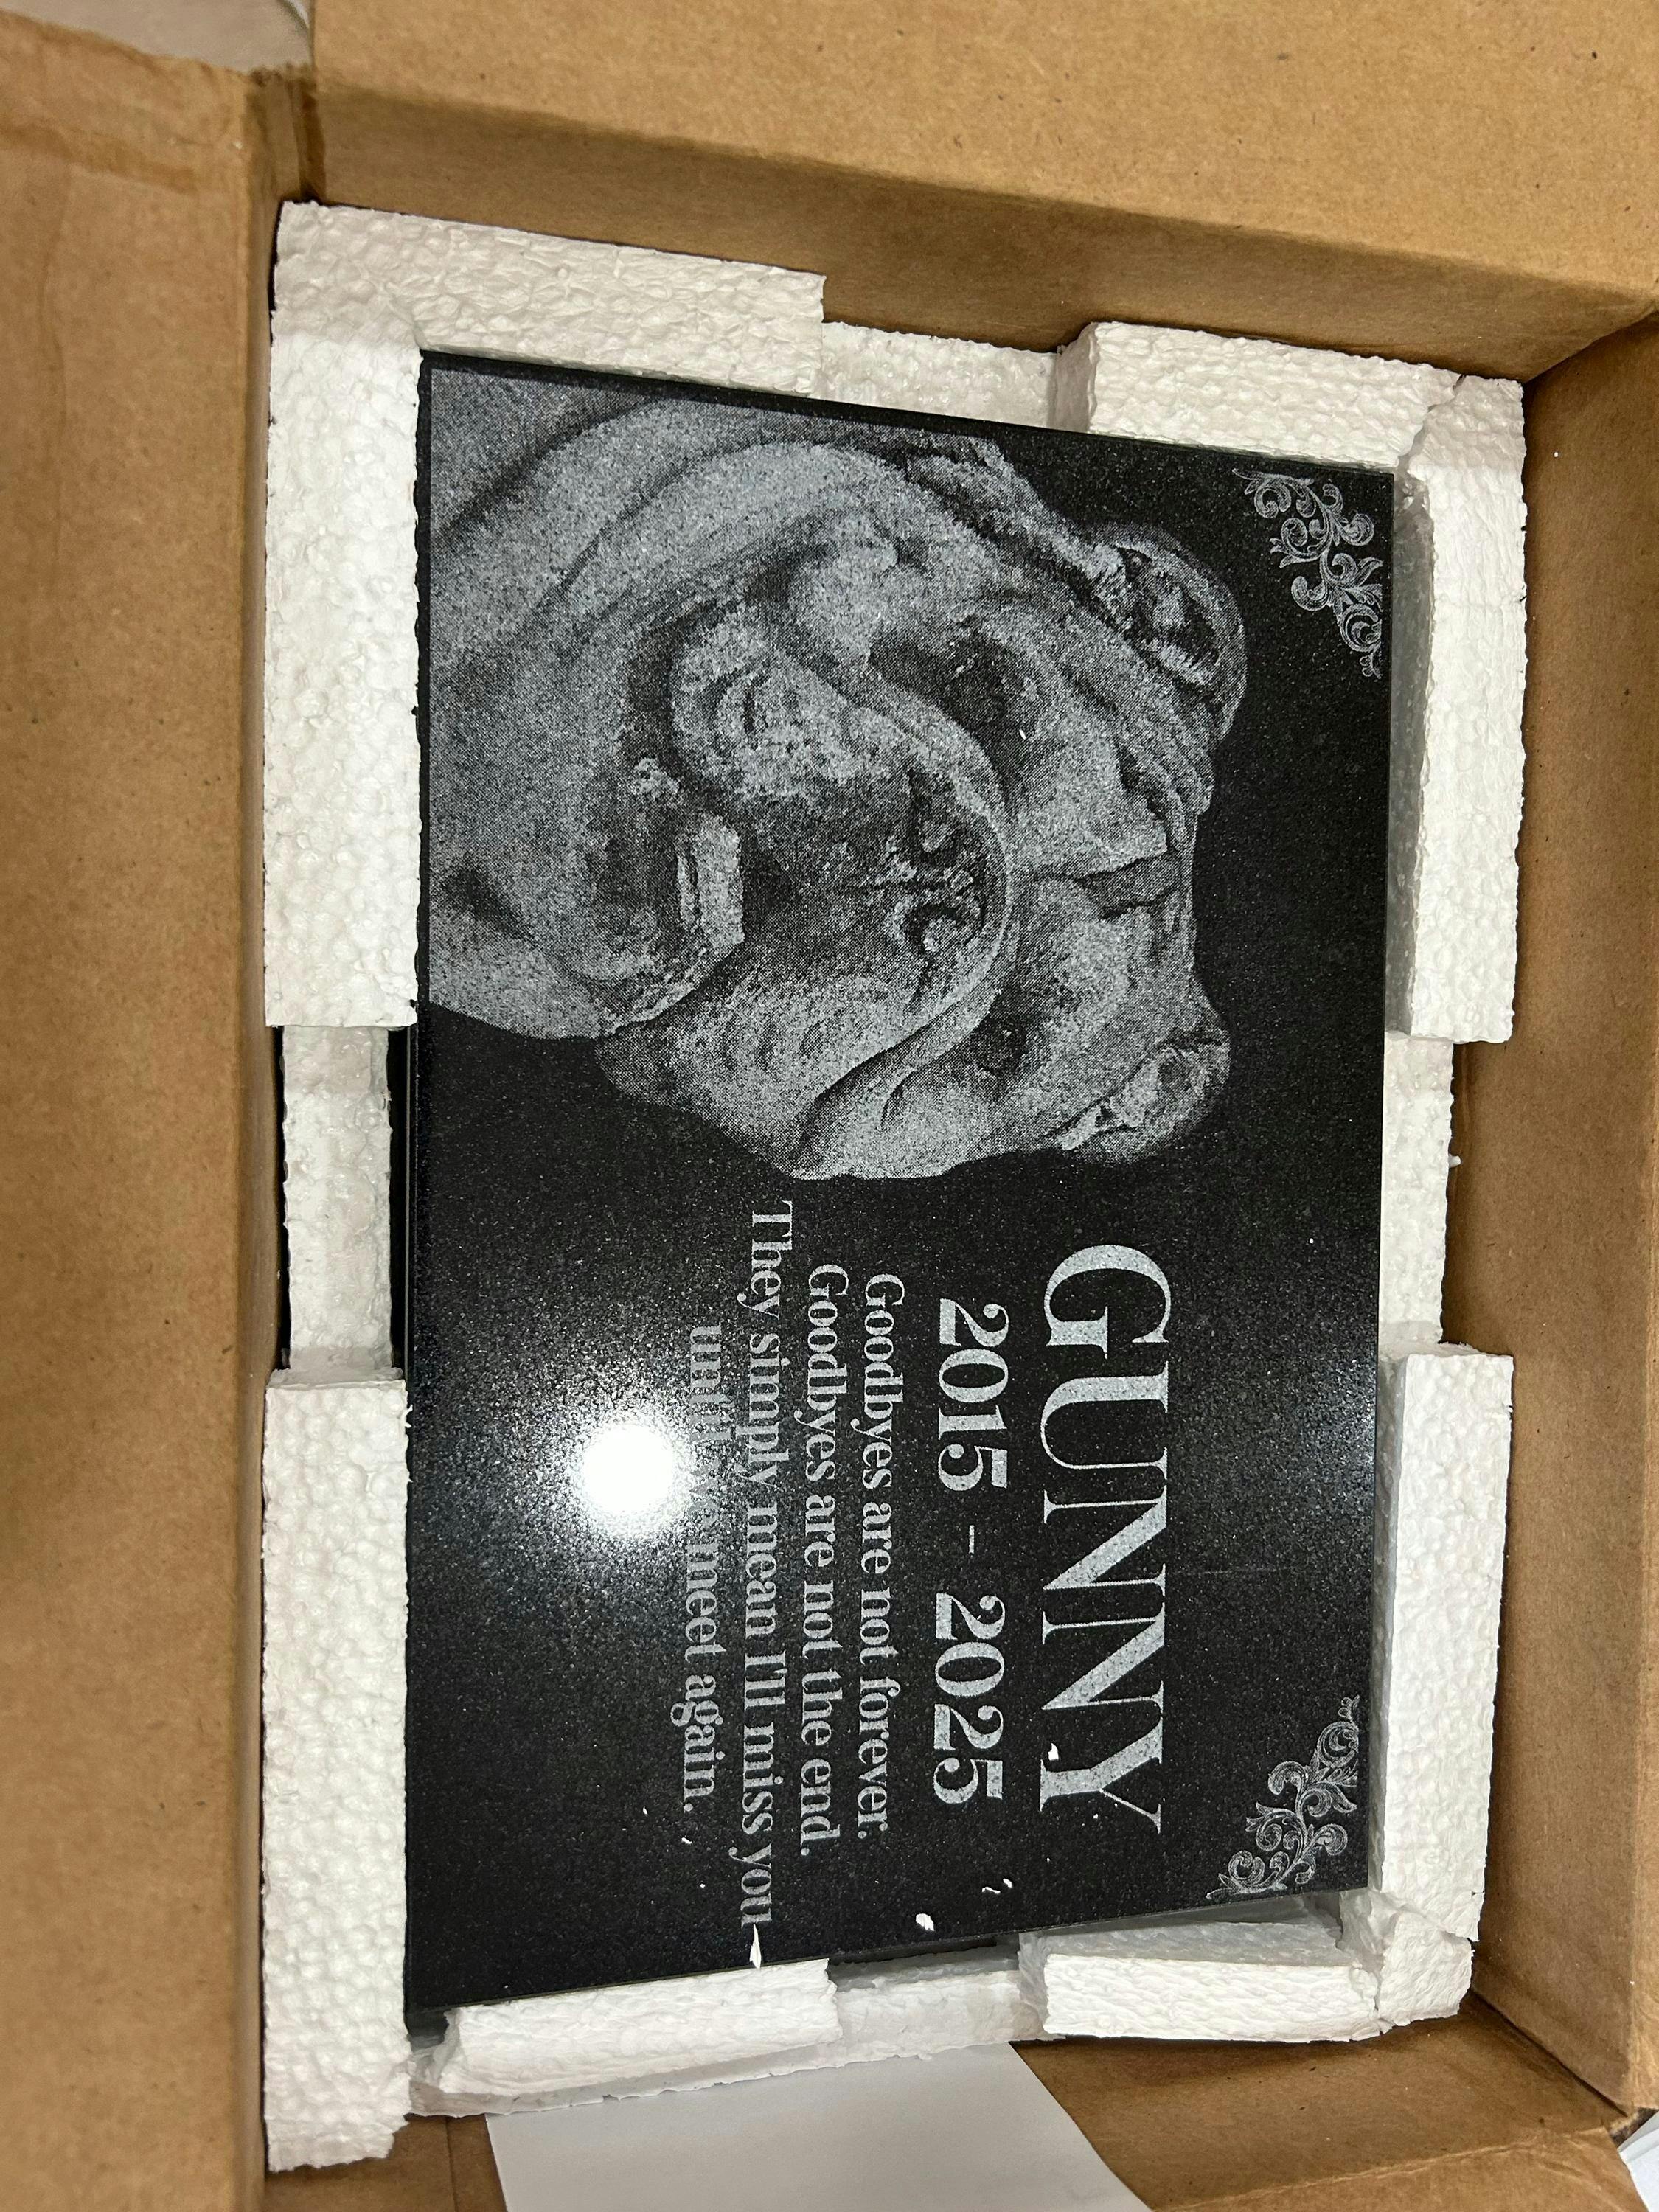 GUNNY
2015 - 2025
Goodbyes are not forever.
Goodbyes are not the end.
They simply mean I'll miss you
meet again.